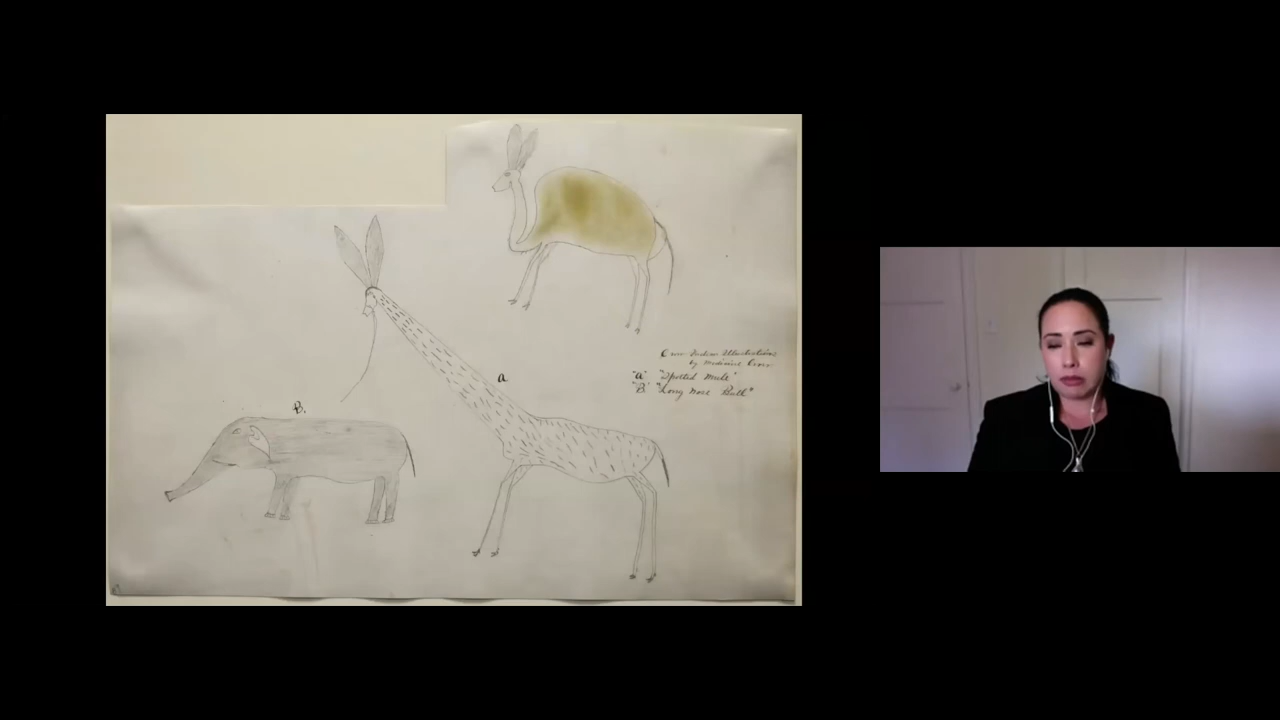 B.
a
Crow Indian Illustrations
by medicine Crow.
"a" "Spotted Mule"
"B" "Long nose Bull"